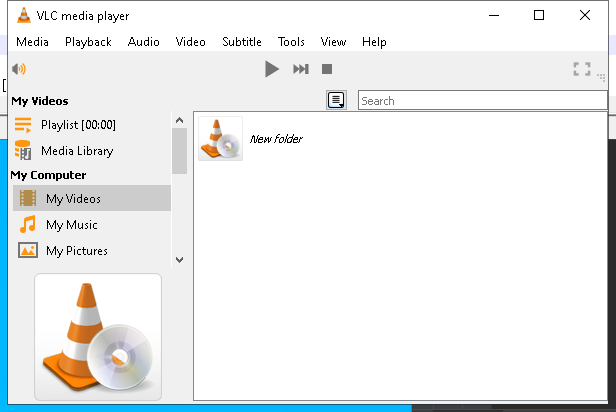 VLC media player
Media Playback Audio Video Subtitle Tools View Help
My Videos
Search
Playlist [00:00]
Media Library
My Computer
My Videos
My Music
My Pictures
New folder